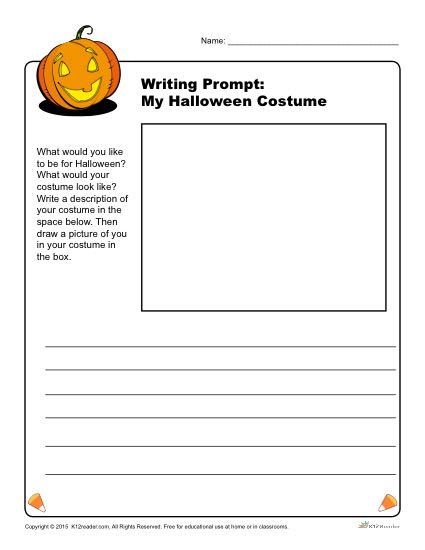 Name: ____________________________________
Writing Prompt:
My Halloween Costume
What would you like
to be for Halloween?
What would your
costume look like?
Write a description of
your costume in the
space below. Then
draw a picture of you
in your costume in
the box.
Copyright © 2015 K12reader.com. All Rights Reserved. Free for educational use at home or in classrooms.
K12Reader